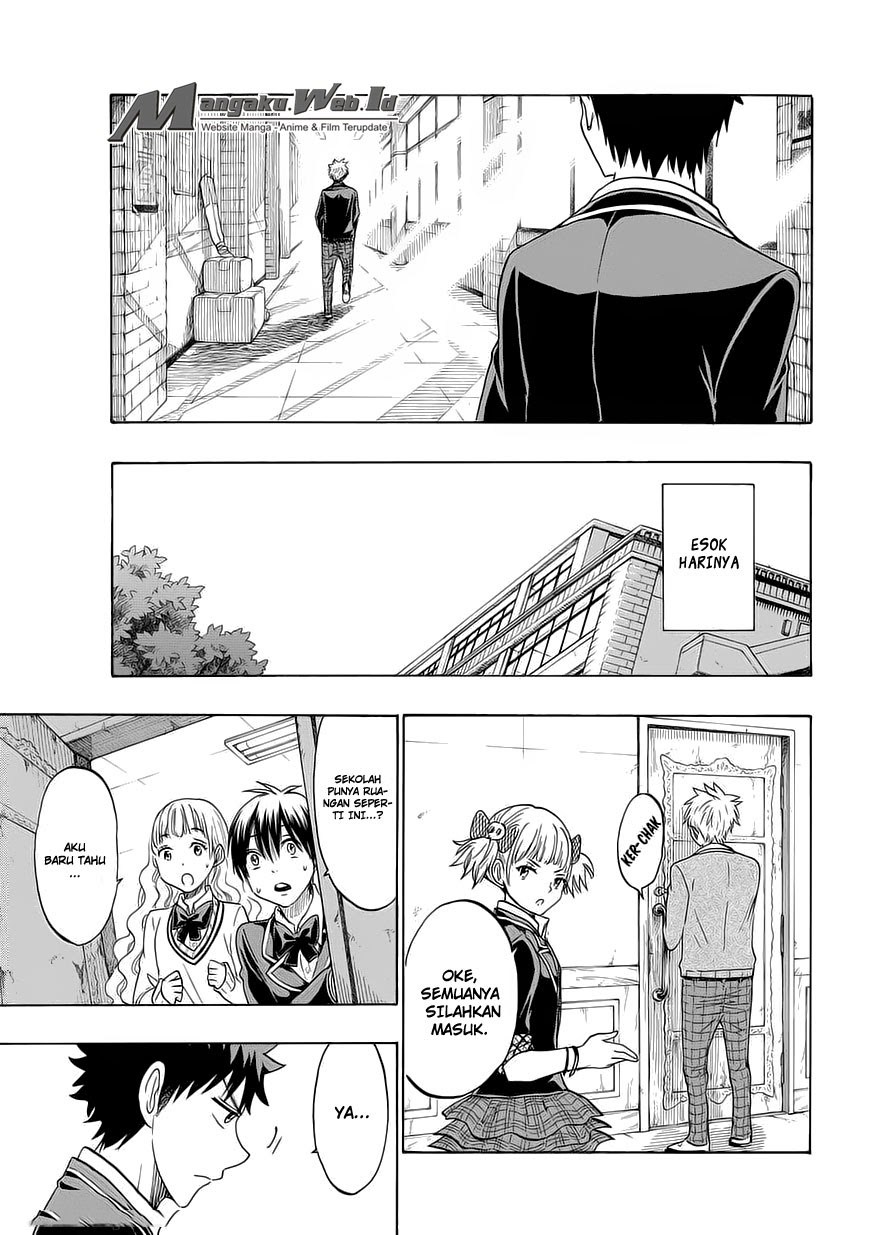 Mangaku.Web.Id
Website Manga - Anime & Film Terupdate
ESOK
HARINYA
KER-CHAK
OKE,
SEMUANYA
SILAHKAN
MASUK.
SEKOLAH
PUNYA RUA-
NGAN SEPER-
TI INI...?
AKU
BARU TAHU
...
YA...